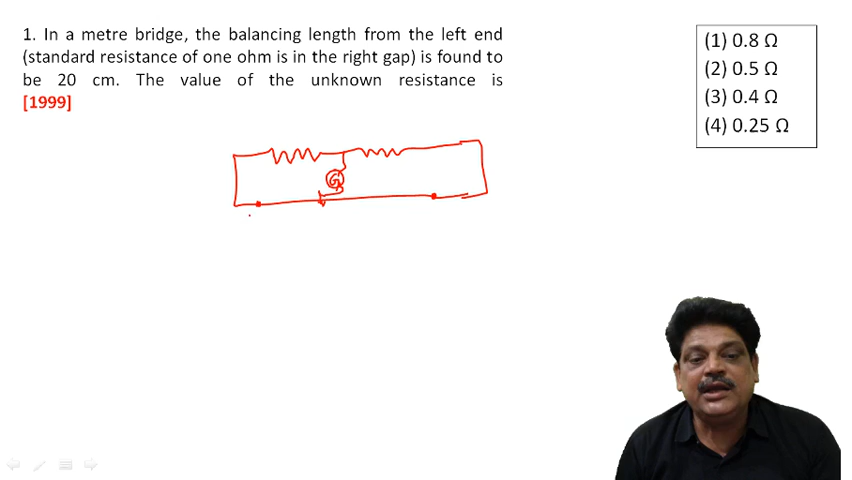 1. In a metre bridge, the balancing length from the left end
(standard resistance of one ohm is in the right gap) is found to
be 20 cm. The value of the unknown resistance is
[1999]
(1) 0.8 Ω
(2) 0.5 Ω
(3) 0.4 Ω
(4) 0.25 Ω
G